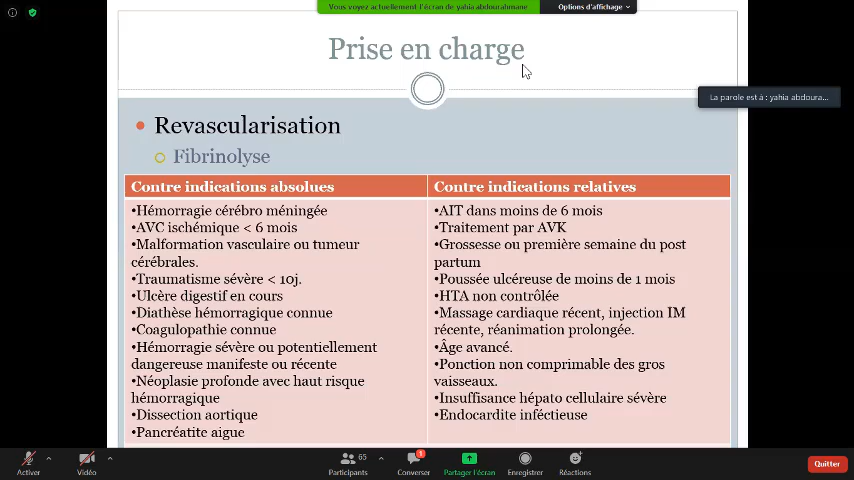 Vous voyez actuellement l'écran de yahia abdourahmane
Options d'affichage
Prise en charge
La parole est à : yahia abdoura...
Revascularisation
Fibrinolyse
Contre indications absolues
•Hémorragie cérébro méningée
•AVC ischémique < 6 mois
•Malformation vasculaire ou tumeur
cérébrales.
•Traumatisme sévère < 10j.
•Ulcère digestif en cours
•Diathèse hémorragique connue
•Coagulopathie connue
•Hémorragie sévère ou potentiellement
dangereuse manifeste ou récente
•Néoplasie profonde avec haut risque
hémorragique
•Dissection aortique
•Pancréatite aigue
Contre indications relatives
•AIT dans moins de 6 mois
•Traitement par AVK
•Grossesse ou première semaine du post
partum
•Poussée ulcéreuse de moins de 1 mois
•HTA non contrôlée
•Massage cardiaque récent, injection IM
récente, réanimation prolongée.
•Âge avancé.
•Ponction non comprimable des gros
vaisseaux.
•Insuffisance hépato cellulaire sévère
•Endocardite inféctieuse
Activer
Vidéo
65
Participants
1
Converser
Partager l'écran
Enregistrer
Réactions
Quitter